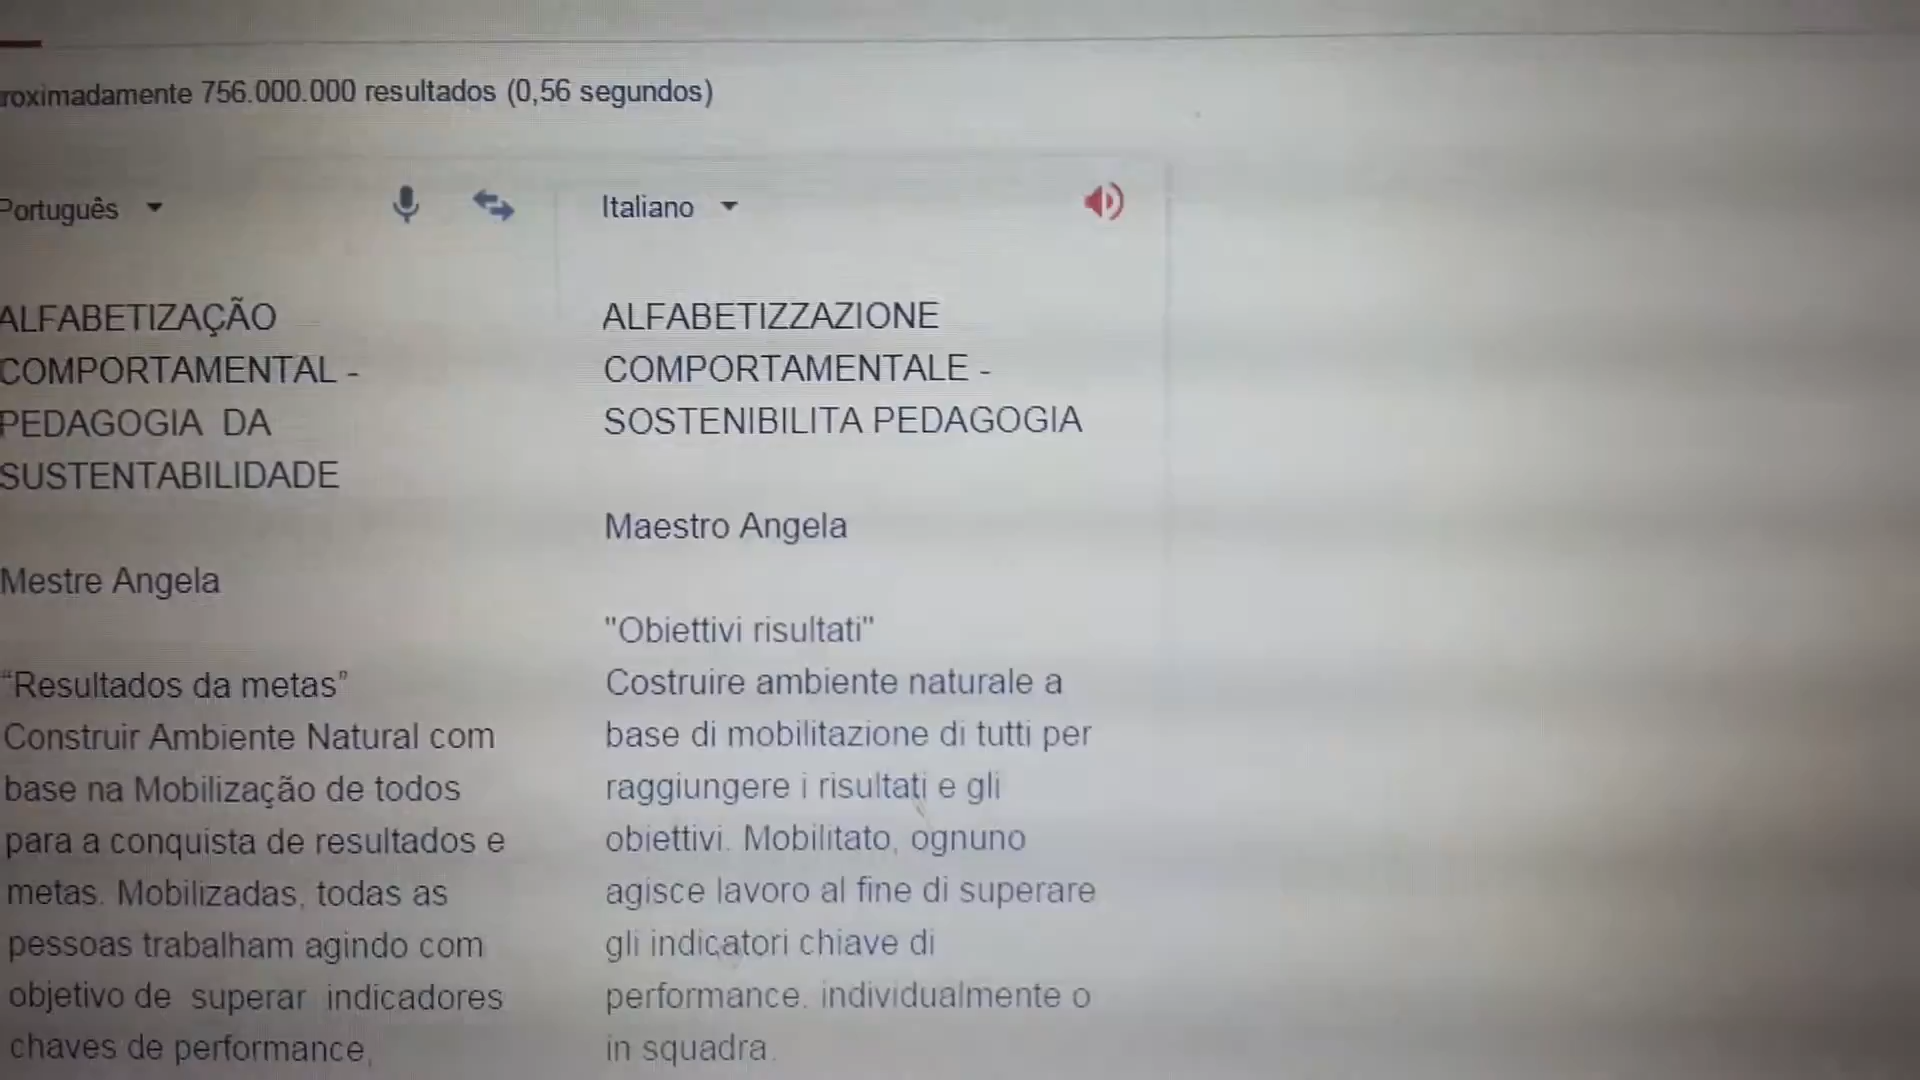 roximadamente 756.000.000 resultados (0,56 segundos)
Português
Italiano
ALFABETIZAÇÃO
COMPORTAMENTAL -
PEDAGOGIA DA
SUSTENTABILIDADE
Mestre Angela
“Resultados da metas”
Construir Ambiente Natural com
base na Mobilização de todos
para a conquista de resultados e
metas. Mobilizadas, todas as
pessoas trabalham agindo com
objetivo de superar indicadores
chaves de performance,
ALFABETIZZAZIONE
COMPORTAMENTALE -
SOSTENIBILITA PEDAGOGIA
Maestro Angela
"Obiettivi risultati"
Costruire ambiente naturale a
base di mobilitazione di tutti per
raggiungere i risultati e gli
obiettivi. Mobilitato, ognuno
agisce lavoro al fine di superare
gli indicatori chiave di
performance. individualmente o
in squadra.